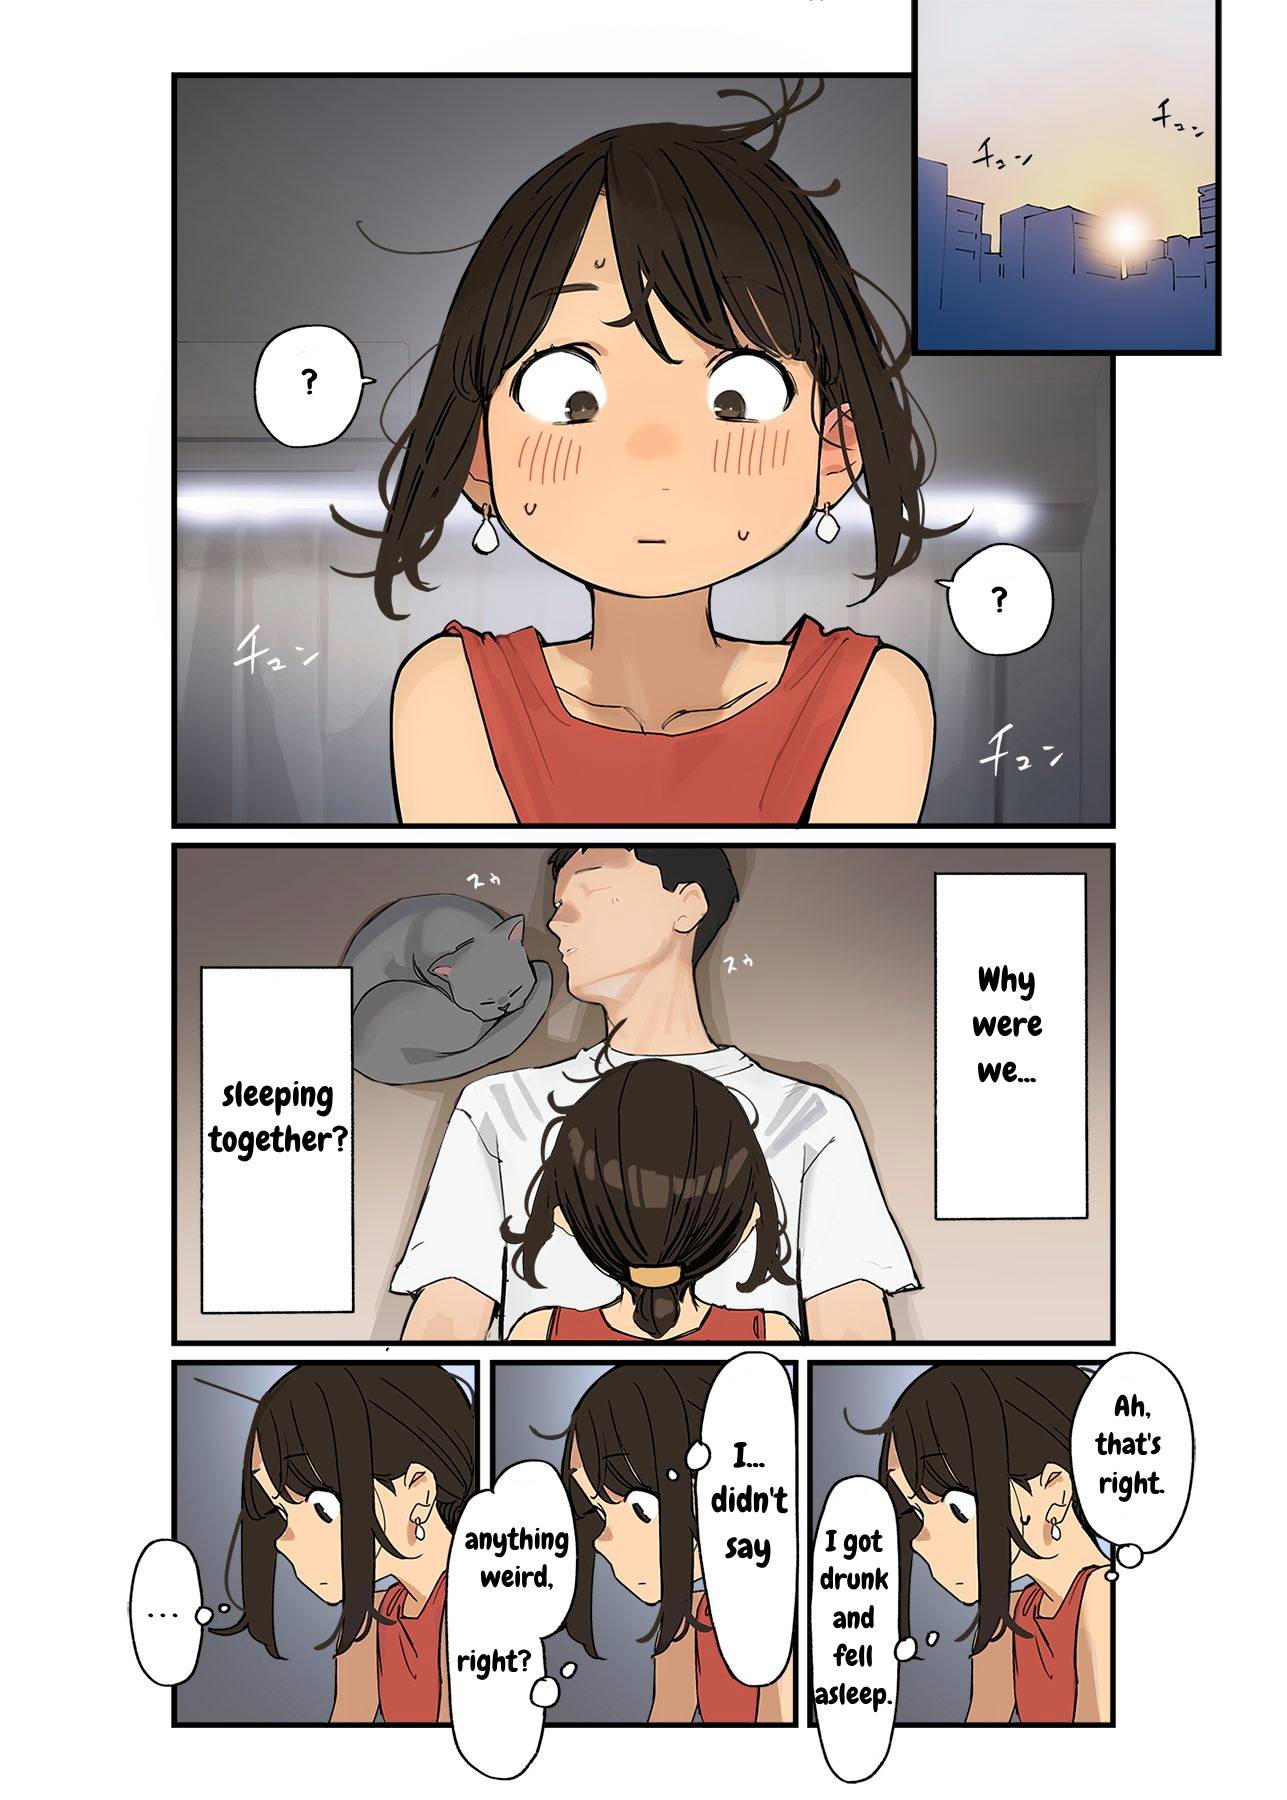 チュン
チュン
?
?
チュン
チュン
Why
were
we...
スゥ
スゥ
sleeping
together?
Ah,
that's
right.
I got
drunk
and
fell
asleep.
I...
didn't
say
anything
weird,
right?
...